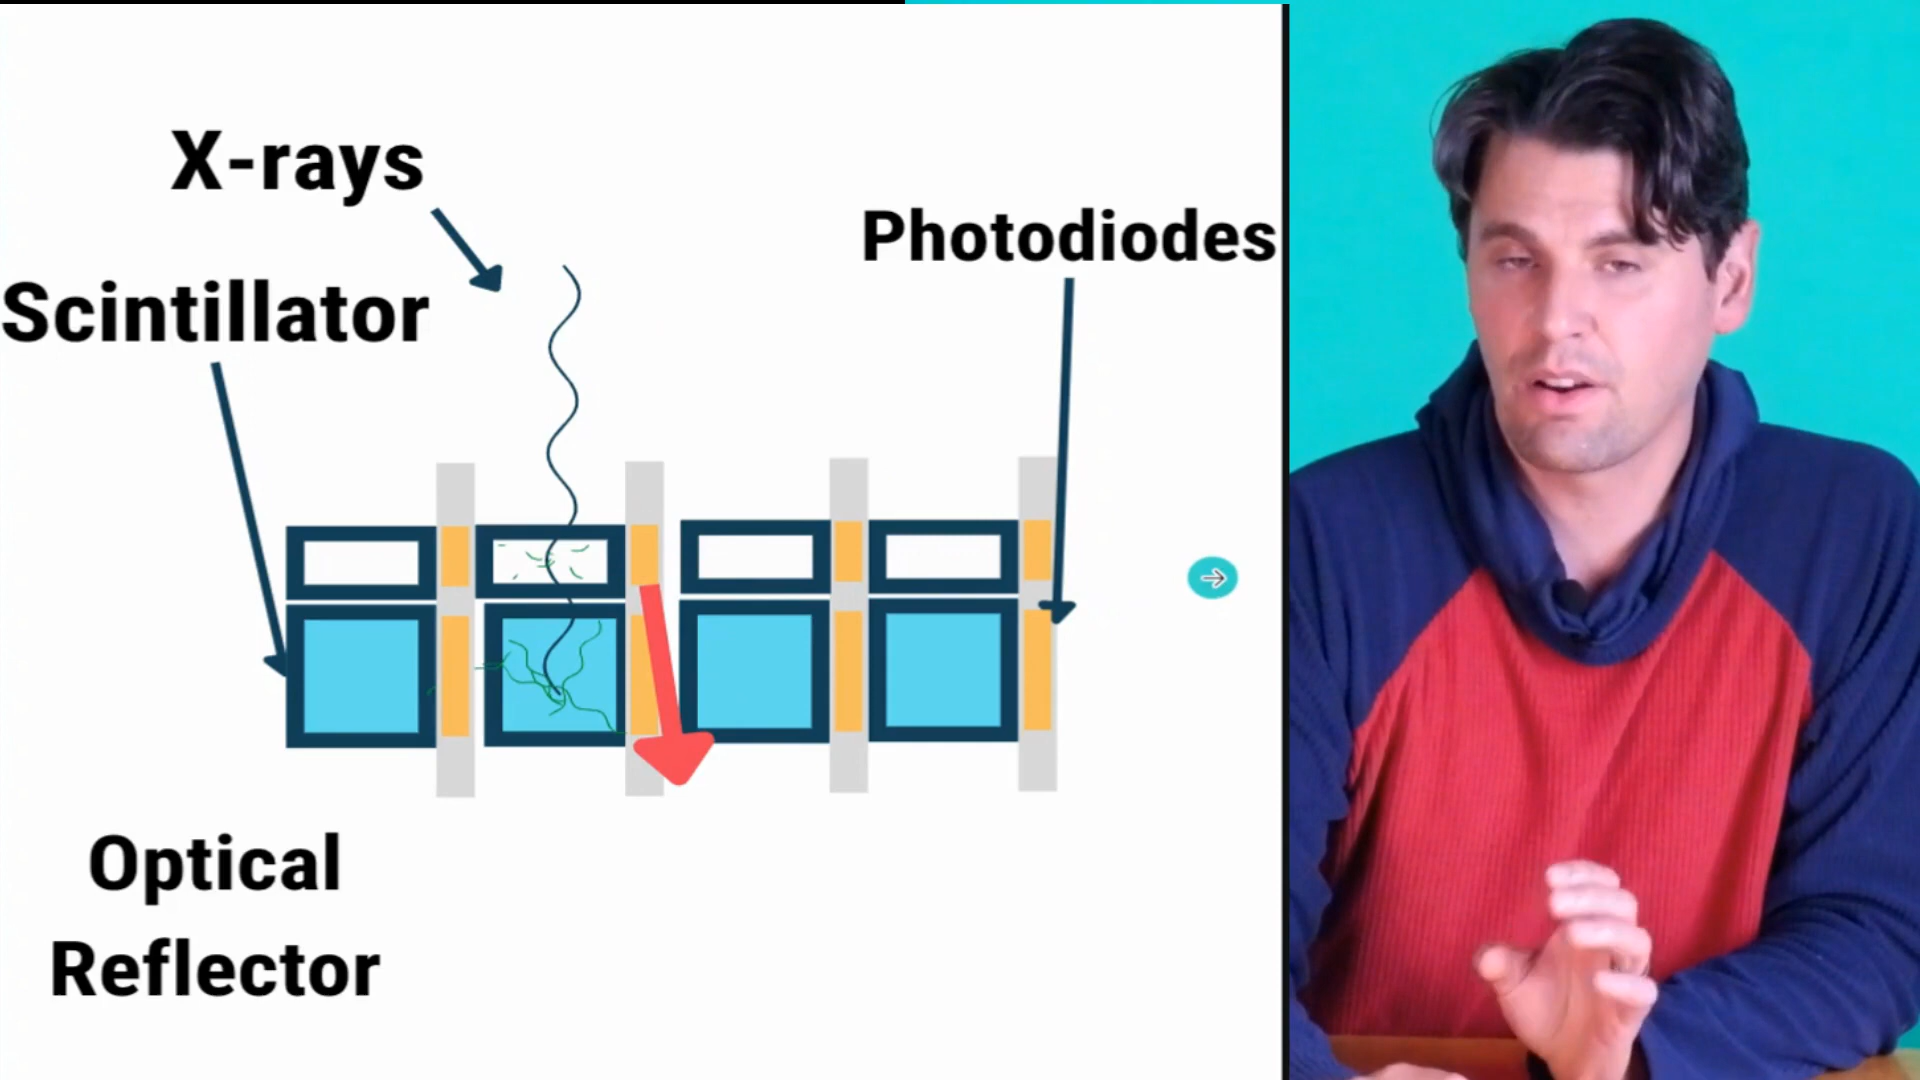 X-rays
Scintillator
Photodiodes
Optical
Reflector